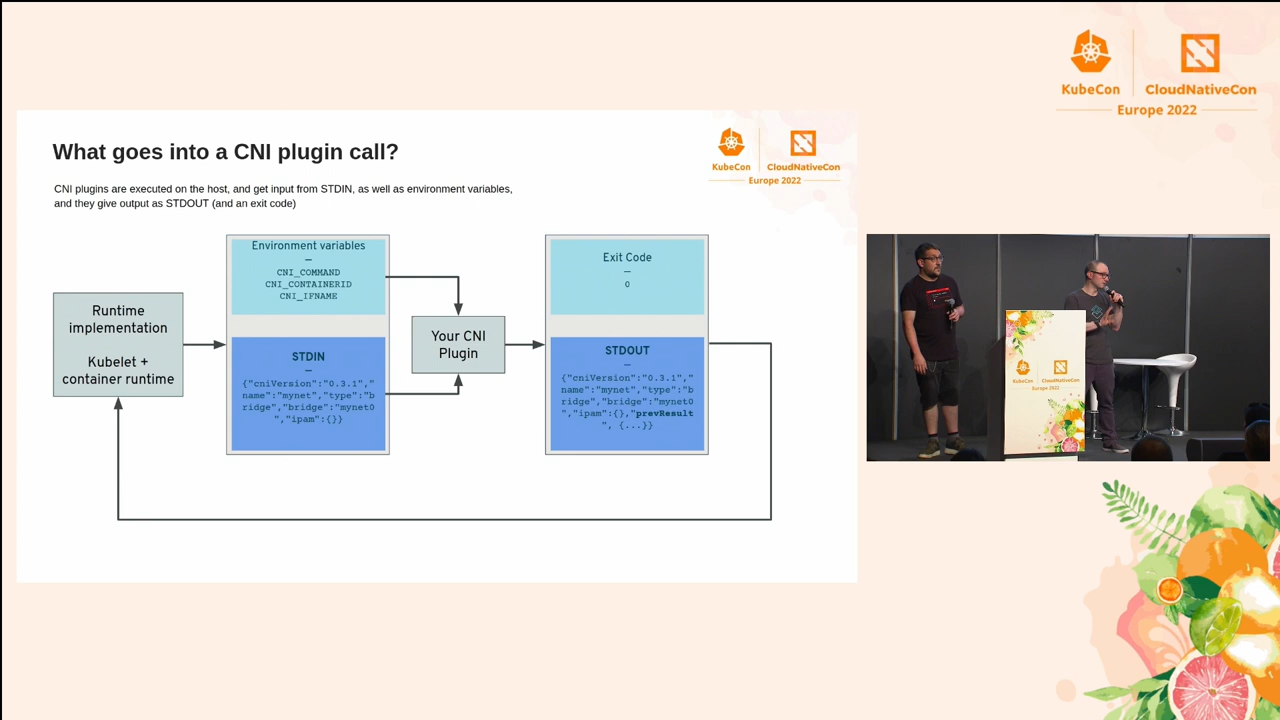 KubeCon
CloudNativeCon
Europe 2022
What goes into a CNI plugin call?
KubeCon
CloudNativeCon
Europe 2022
CNI plugins are executed on the host, and get input from STDIN, as well as environment variables,
and they give output as STDOUT (and an exit code)
Runtime
implementation
Kubelet +
container runtime
Environment variables
—
CNI_COMMAND
CNI_CONTAINERID
CNI_IFNAME
STDIN
—
{"cniVersion":"0.3.1","
name":"mynet","type":"b
ridge","bridge":"mynet0
","ipam":{}}
Your CNI
Plugin
Exit Code
—
0
STDOUT
—
{"cniVersion":"0.3.1","
name":"mynet","type":"b
ridge","bridge":"mynet0
","ipam":{},"prevResult
", {...}}
KubeCon
CloudNativeCon
Europe 2022